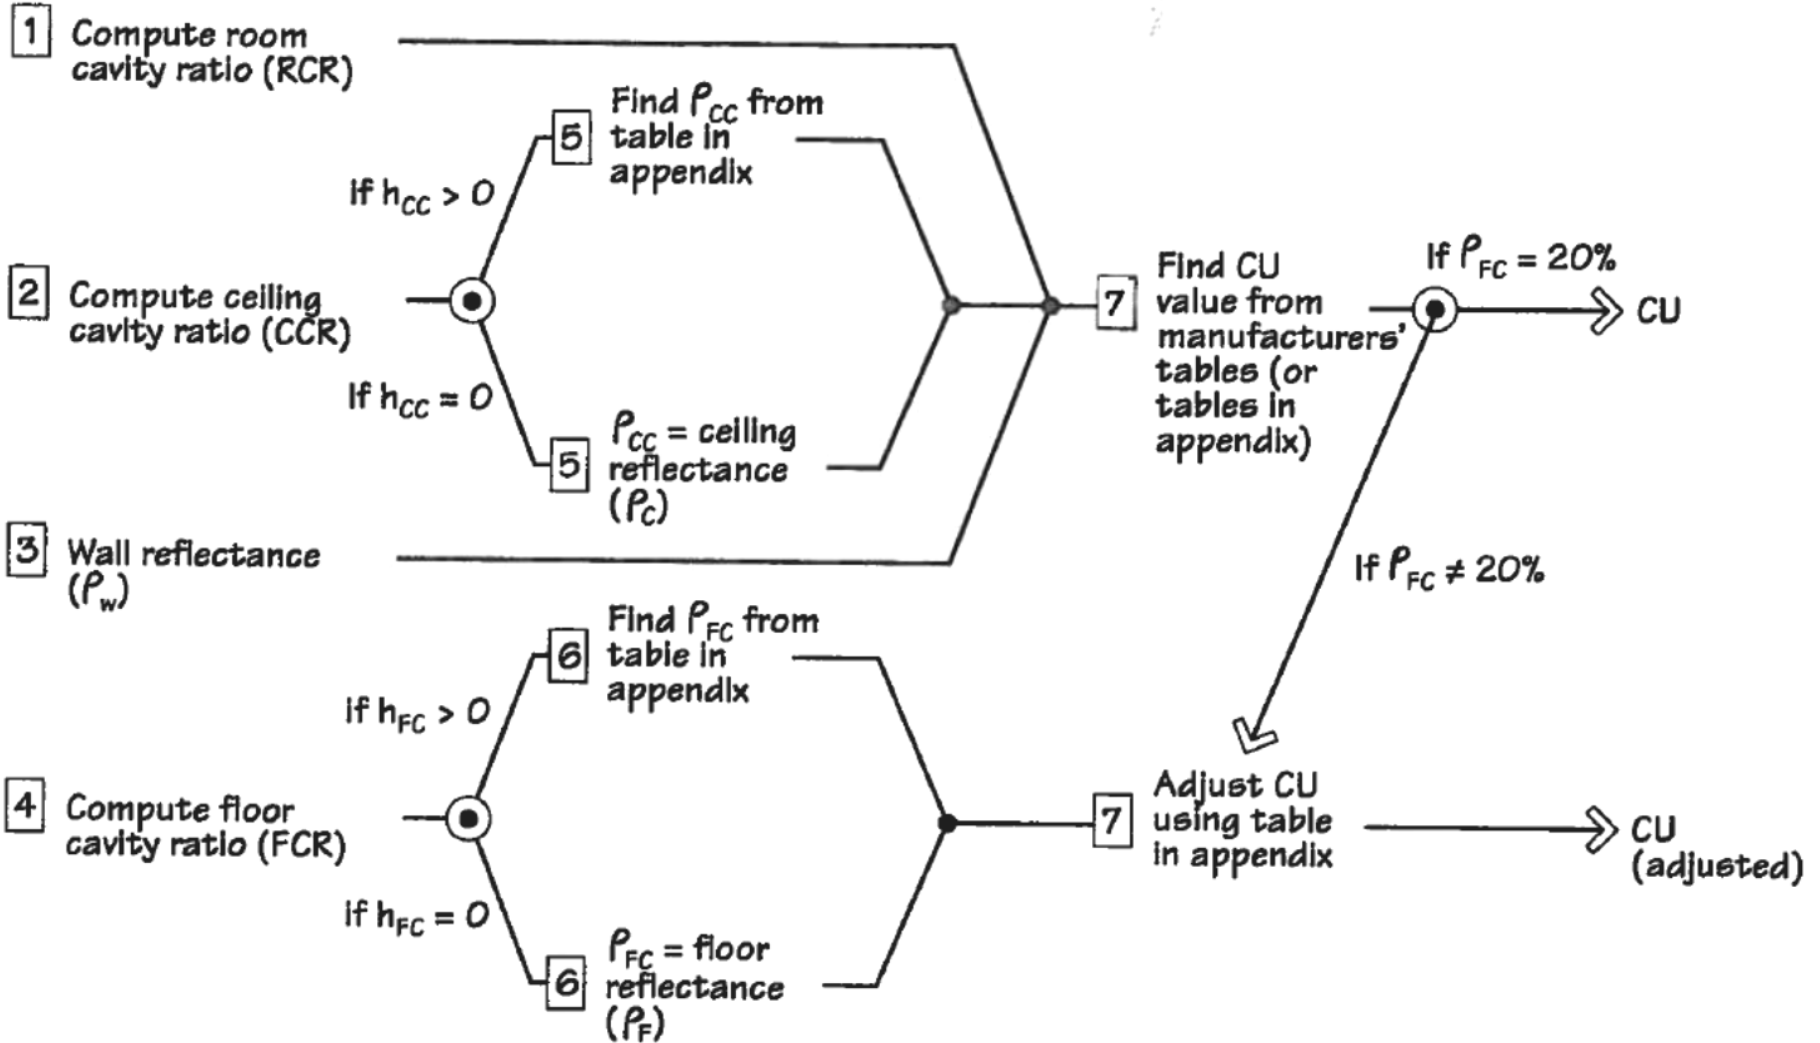 1 Compute room
cavity ratio (RCR)
5 Find ρCC from
table in
appendix
If hCC > 0
2 Compute ceiling
cavity ratio (CCR)
If hCC = 0
5 ρCC = ceiling
reflectance
(ρC)
3 Wall reflectance
(ρw)
7 Find CU
value from
manufacturers'
tables (or
tables in
appendix)
If ρFC = 20%
CU
If ρFC ≠ 20%
6 Find ρFC from
table in
appendix
If hFC > 0
4 Compute floor
cavity ratio (FCR)
If hFC = 0
6 ρFC = floor
reflectance
(ρF)
7 Adjust CU
using table
in appendix
CU
(adjusted)